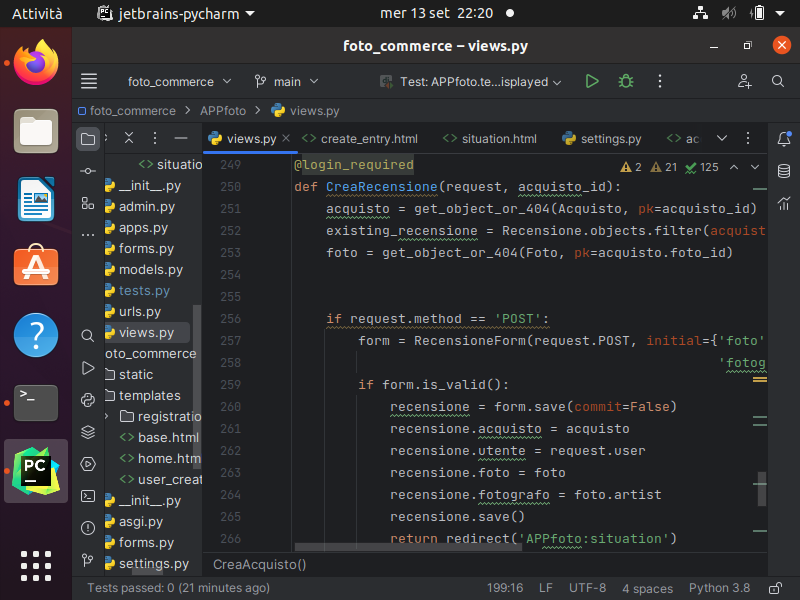 Attività
jetbrains-pycharm
mer 13 set 22:20
foto_commerce – views.py
foto_commerce
main
Test: APPfoto.te...isplayed
foto_commerce
APPfoto
views.py
views.py
create_entry.html
situation.html
settings.py
ac
situatio
__init__.py
admin.py
apps.py
forms.py
models.py
tests.py
urls.py
views.py
oto_commerce
static
templates
registratio
base.html
home.htm
user_creat
__init__.py
asgi.py
forms.py
settings.py
2 21 125
249 @login_required
250 def CreaRecensione(request, acquisto_id):
251 acquisto = get_object_or_404(Acquisto, pk=acquisto_id)
252 existing_recensione = Recensione.objects.filter(acquist
253 foto = get_object_or_404(Foto, pk=acquisto.foto_id)
254
255
256 if request.method == 'POST':
257 form = RecensioneForm(request.POST, initial={'foto'
258 'fotog
259 if form.is_valid():
260 recensione = form.save(commit=False)
261 recensione.acquisto = acquisto
262 recensione.utente = request.user
263 recensione.foto = foto
264 recensione.fotografo = foto.artist
265 recensione.save()
266 return redirect('APPfoto:situation')
CreaAcquisto()
Tests passed: 0 (21 minutes ago)
199:16 LF UTF-8 4 spaces Python 3.8
PC